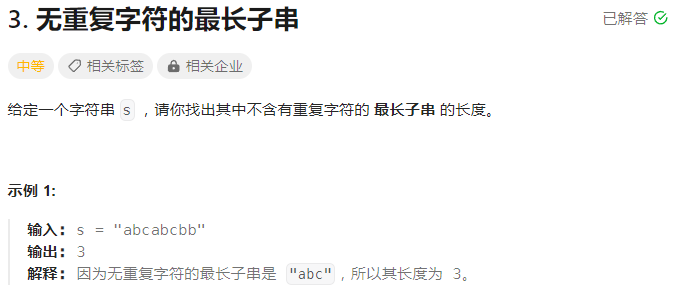 3. 无重复字符的最长子串
已解答
中等 相关标签 相关企业
给定一个字符串 s ，请你找出其中不含有重复字符的 最长子串 的长度。
示例 1:
输入: s = "abcabcbb"
输出: 3
解释: 因为无重复字符的最长子串是 "abc"，所以其长度为 3。